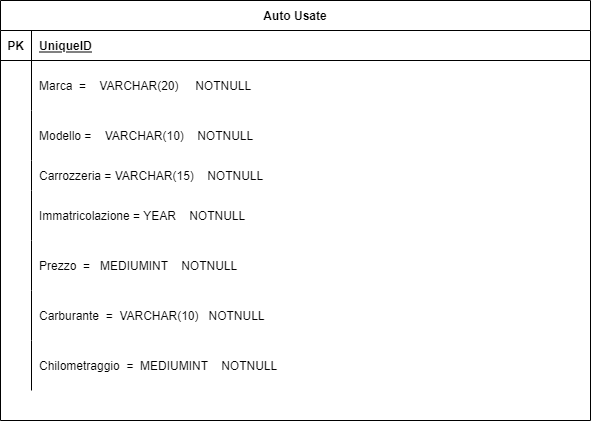 Auto Usate
PK UniqueID
Marca = VARCHAR(20) NOTNULL
Modello = VARCHAR(10) NOTNULL
Carrozzeria = VARCHAR(15) NOTNULL
Immatricolazione = YEAR NOTNULL
Prezzo = MEDIUMINT NOTNULL
Carburante = VARCHAR(10) NOTNULL
Chilometraggio = MEDIUMINT NOTNULL